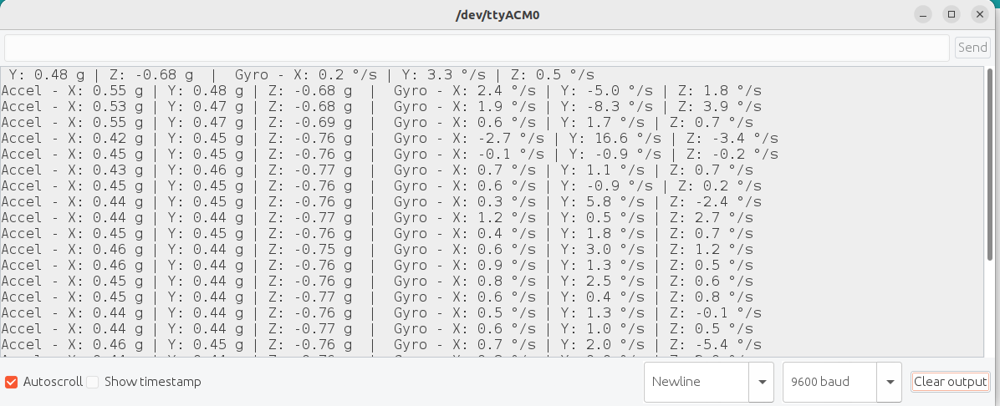 /dev/ttyACM0
Send
Y: 0.48 g | Z: -0.68 g  |  Gyro - X: 0.2 °/s | Y: 3.3 °/s | Z: 0.5 °/s
Accel - X: 0.55 g | Y: 0.48 g | Z: -0.68 g  |  Gyro - X: 2.4 °/s | Y: -5.0 °/s | Z: 1.8 °/s
Accel - X: 0.53 g | Y: 0.47 g | Z: -0.68 g  |  Gyro - X: 1.9 °/s | Y: -8.3 °/s | Z: 3.9 °/s
Accel - X: 0.55 g | Y: 0.47 g | Z: -0.69 g  |  Gyro - X: 0.6 °/s | Y: 1.7 °/s | Z: 0.7 °/s
Accel - X: 0.42 g | Y: 0.45 g | Z: -0.76 g  |  Gyro - X: -2.7 °/s | Y: 16.6 °/s | Z: -3.4 °/s
Accel - X: 0.45 g | Y: 0.45 g | Z: -0.76 g  |  Gyro - X: -0.1 °/s | Y: -0.9 °/s | Z: -0.2 °/s
Accel - X: 0.43 g | Y: 0.46 g | Z: -0.77 g  |  Gyro - X: 0.7 °/s | Y: 1.1 °/s | Z: 0.7 °/s
Accel - X: 0.45 g | Y: 0.45 g | Z: -0.76 g  |  Gyro - X: 0.6 °/s | Y: -0.9 °/s | Z: 0.2 °/s
Accel - X: 0.44 g | Y: 0.45 g | Z: -0.76 g  |  Gyro - X: 0.3 °/s | Y: 5.8 °/s | Z: -2.4 °/s
Accel - X: 0.44 g | Y: 0.44 g | Z: -0.77 g  |  Gyro - X: 1.2 °/s | Y: 0.5 °/s | Z: 2.7 °/s
Accel - X: 0.45 g | Y: 0.45 g | Z: -0.76 g  |  Gyro - X: 0.4 °/s | Y: 1.8 °/s | Z: 0.7 °/s
Accel - X: 0.46 g | Y: 0.44 g | Z: -0.75 g  |  Gyro - X: 0.6 °/s | Y: 3.0 °/s | Z: 1.2 °/s
Accel - X: 0.46 g | Y: 0.44 g | Z: -0.76 g  |  Gyro - X: 0.9 °/s | Y: 1.3 °/s | Z: 0.5 °/s
Accel - X: 0.45 g | Y: 0.44 g | Z: -0.76 g  |  Gyro - X: 0.8 °/s | Y: 2.5 °/s | Z: 0.6 °/s
Accel - X: 0.45 g | Y: 0.44 g | Z: -0.77 g  |  Gyro - X: 0.6 °/s | Y: 0.4 °/s | Z: 0.8 °/s
Accel - X: 0.44 g | Y: 0.44 g | Z: -0.76 g  |  Gyro - X: 0.5 °/s | Y: 1.3 °/s | Z: -0.1 °/s
Accel - X: 0.44 g | Y: 0.44 g | Z: -0.77 g  |  Gyro - X: 0.6 °/s | Y: 1.0 °/s | Z: 0.5 °/s
Accel - X: 0.46 g | Y: 0.45 g | Z: -0.76 g  |  Gyro - X: 0.7 °/s | Y: 2.0 °/s | Z: -5.4 °/s
Autoscroll Show timestamp Newline 9600 baud Clear output